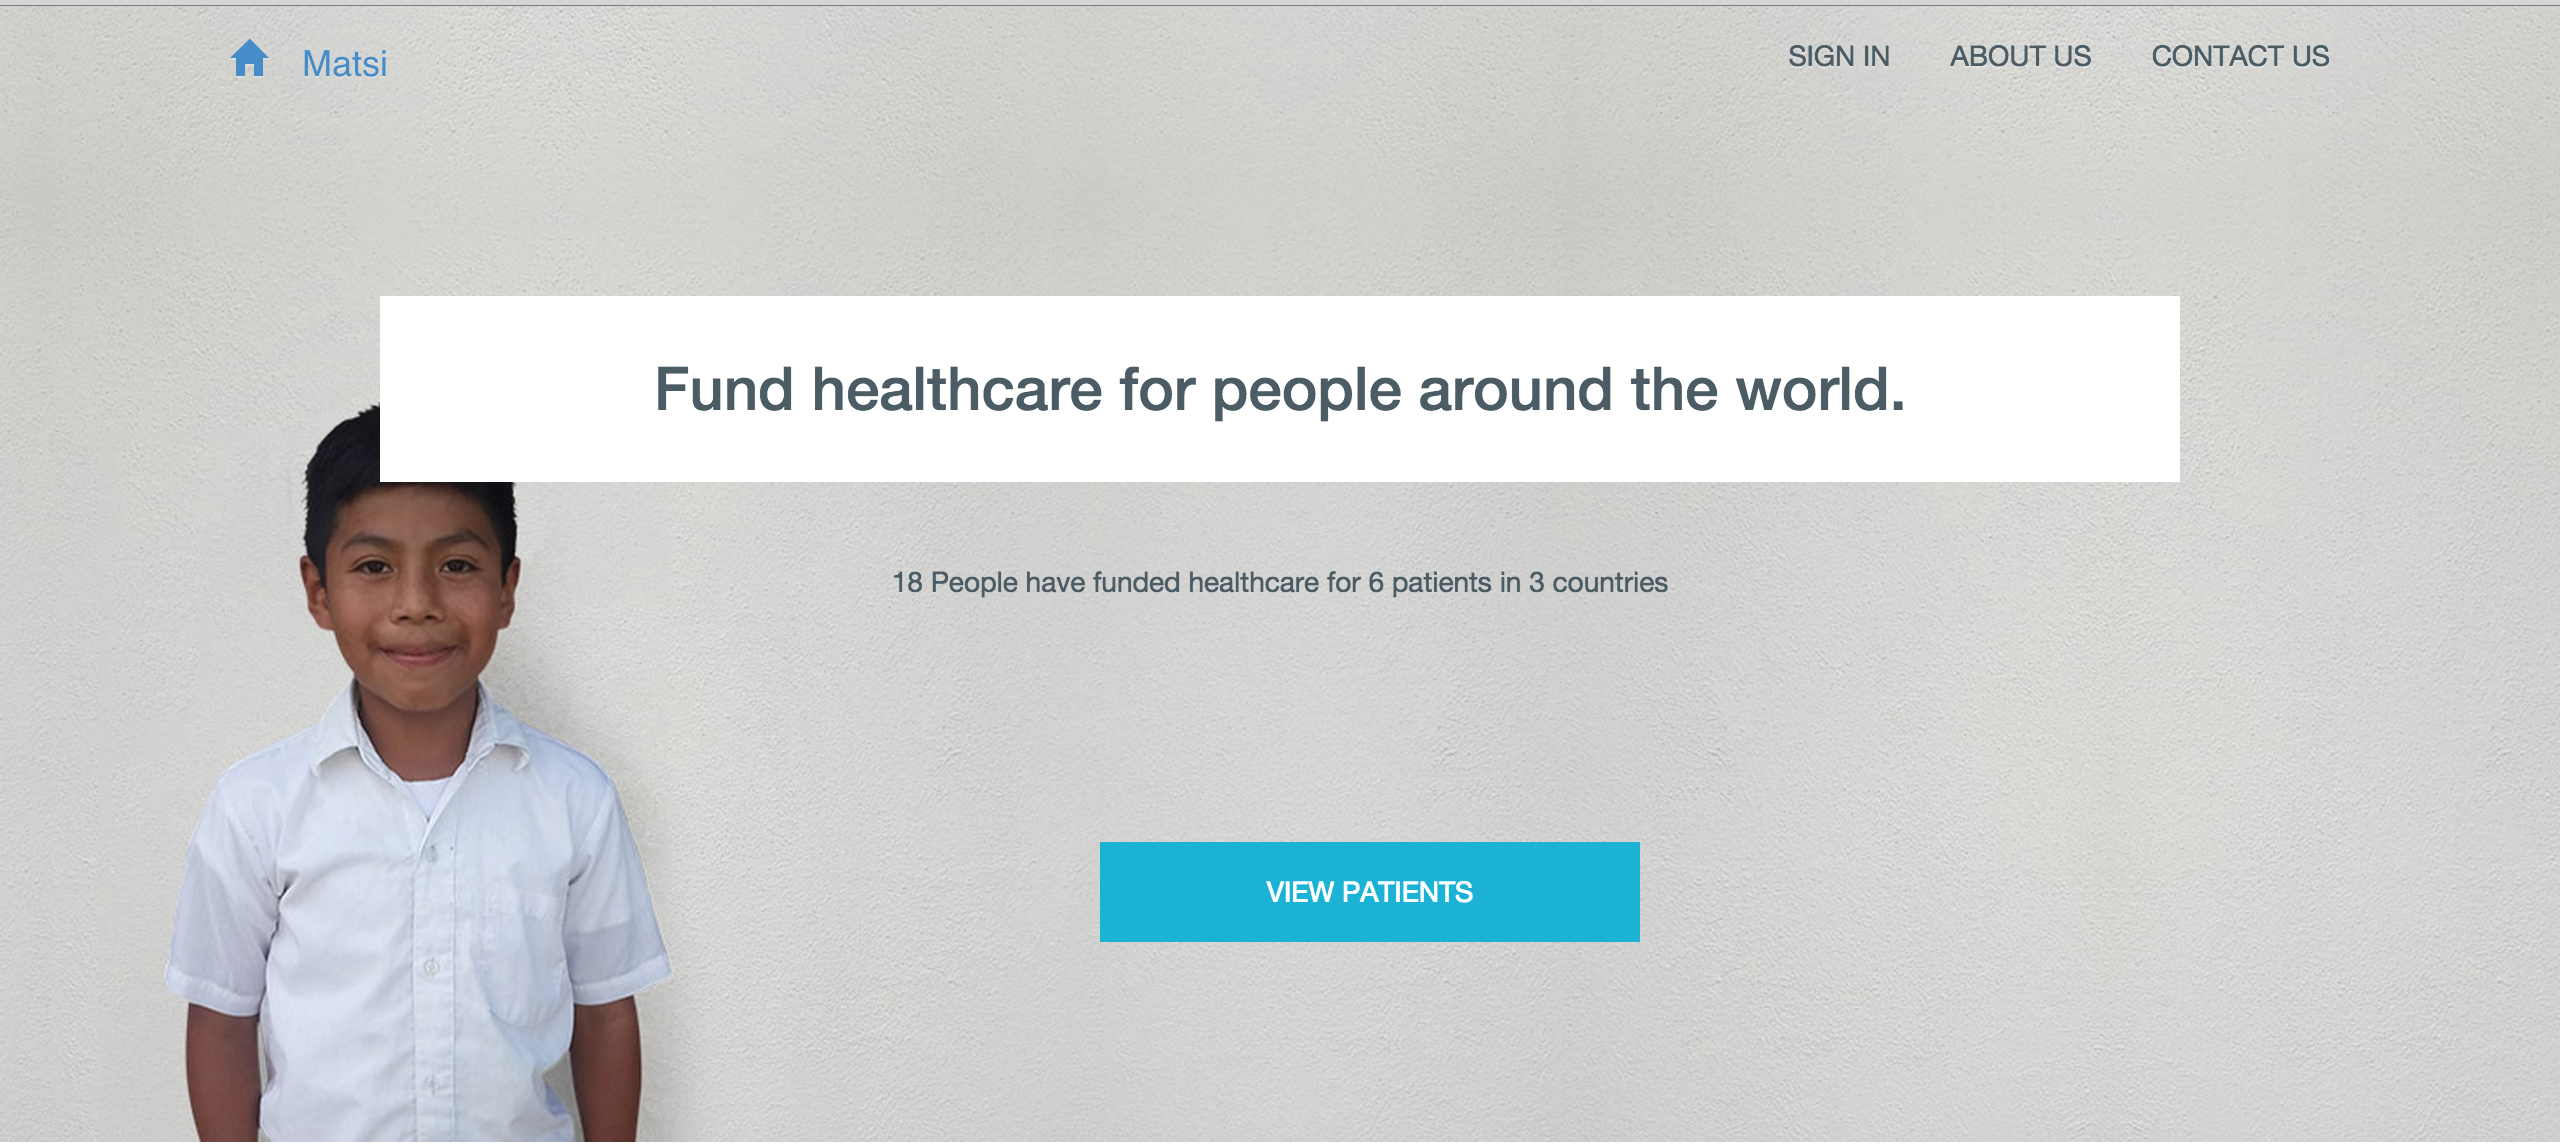 Matsi
SIGN IN ABOUT US CONTACT US
Fund healthcare for people around the world.
18 People have funded healthcare for 6 patients in 3 countries
VIEW PATIENTS